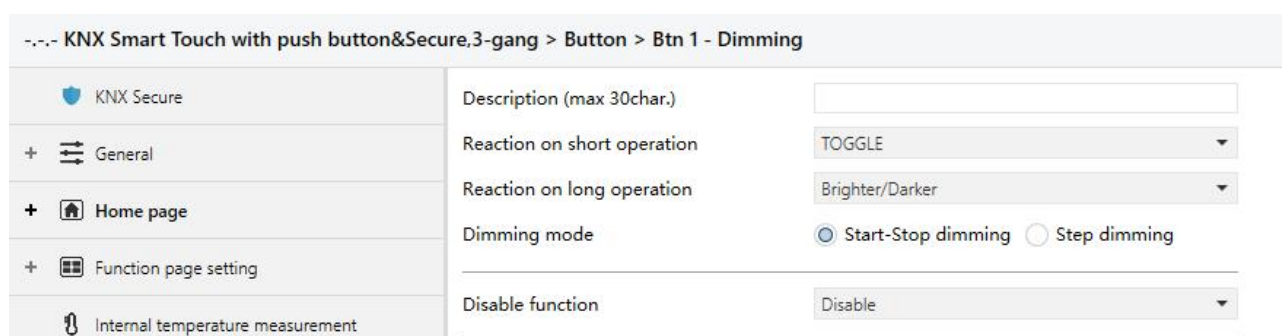 -.-.- KNX Smart Touch with push button&Secure,3-gang > Button > Btn 1 - Dimming
KNX Secure
+ General
+ Home page
+ Function page setting
Internal temperature measurement
Description (max 30char.)
Reaction on short operation TOGGLE
Reaction on long operation Brighter/Darker
Dimming mode Start-Stop dimming Step dimming
Disable function Disable